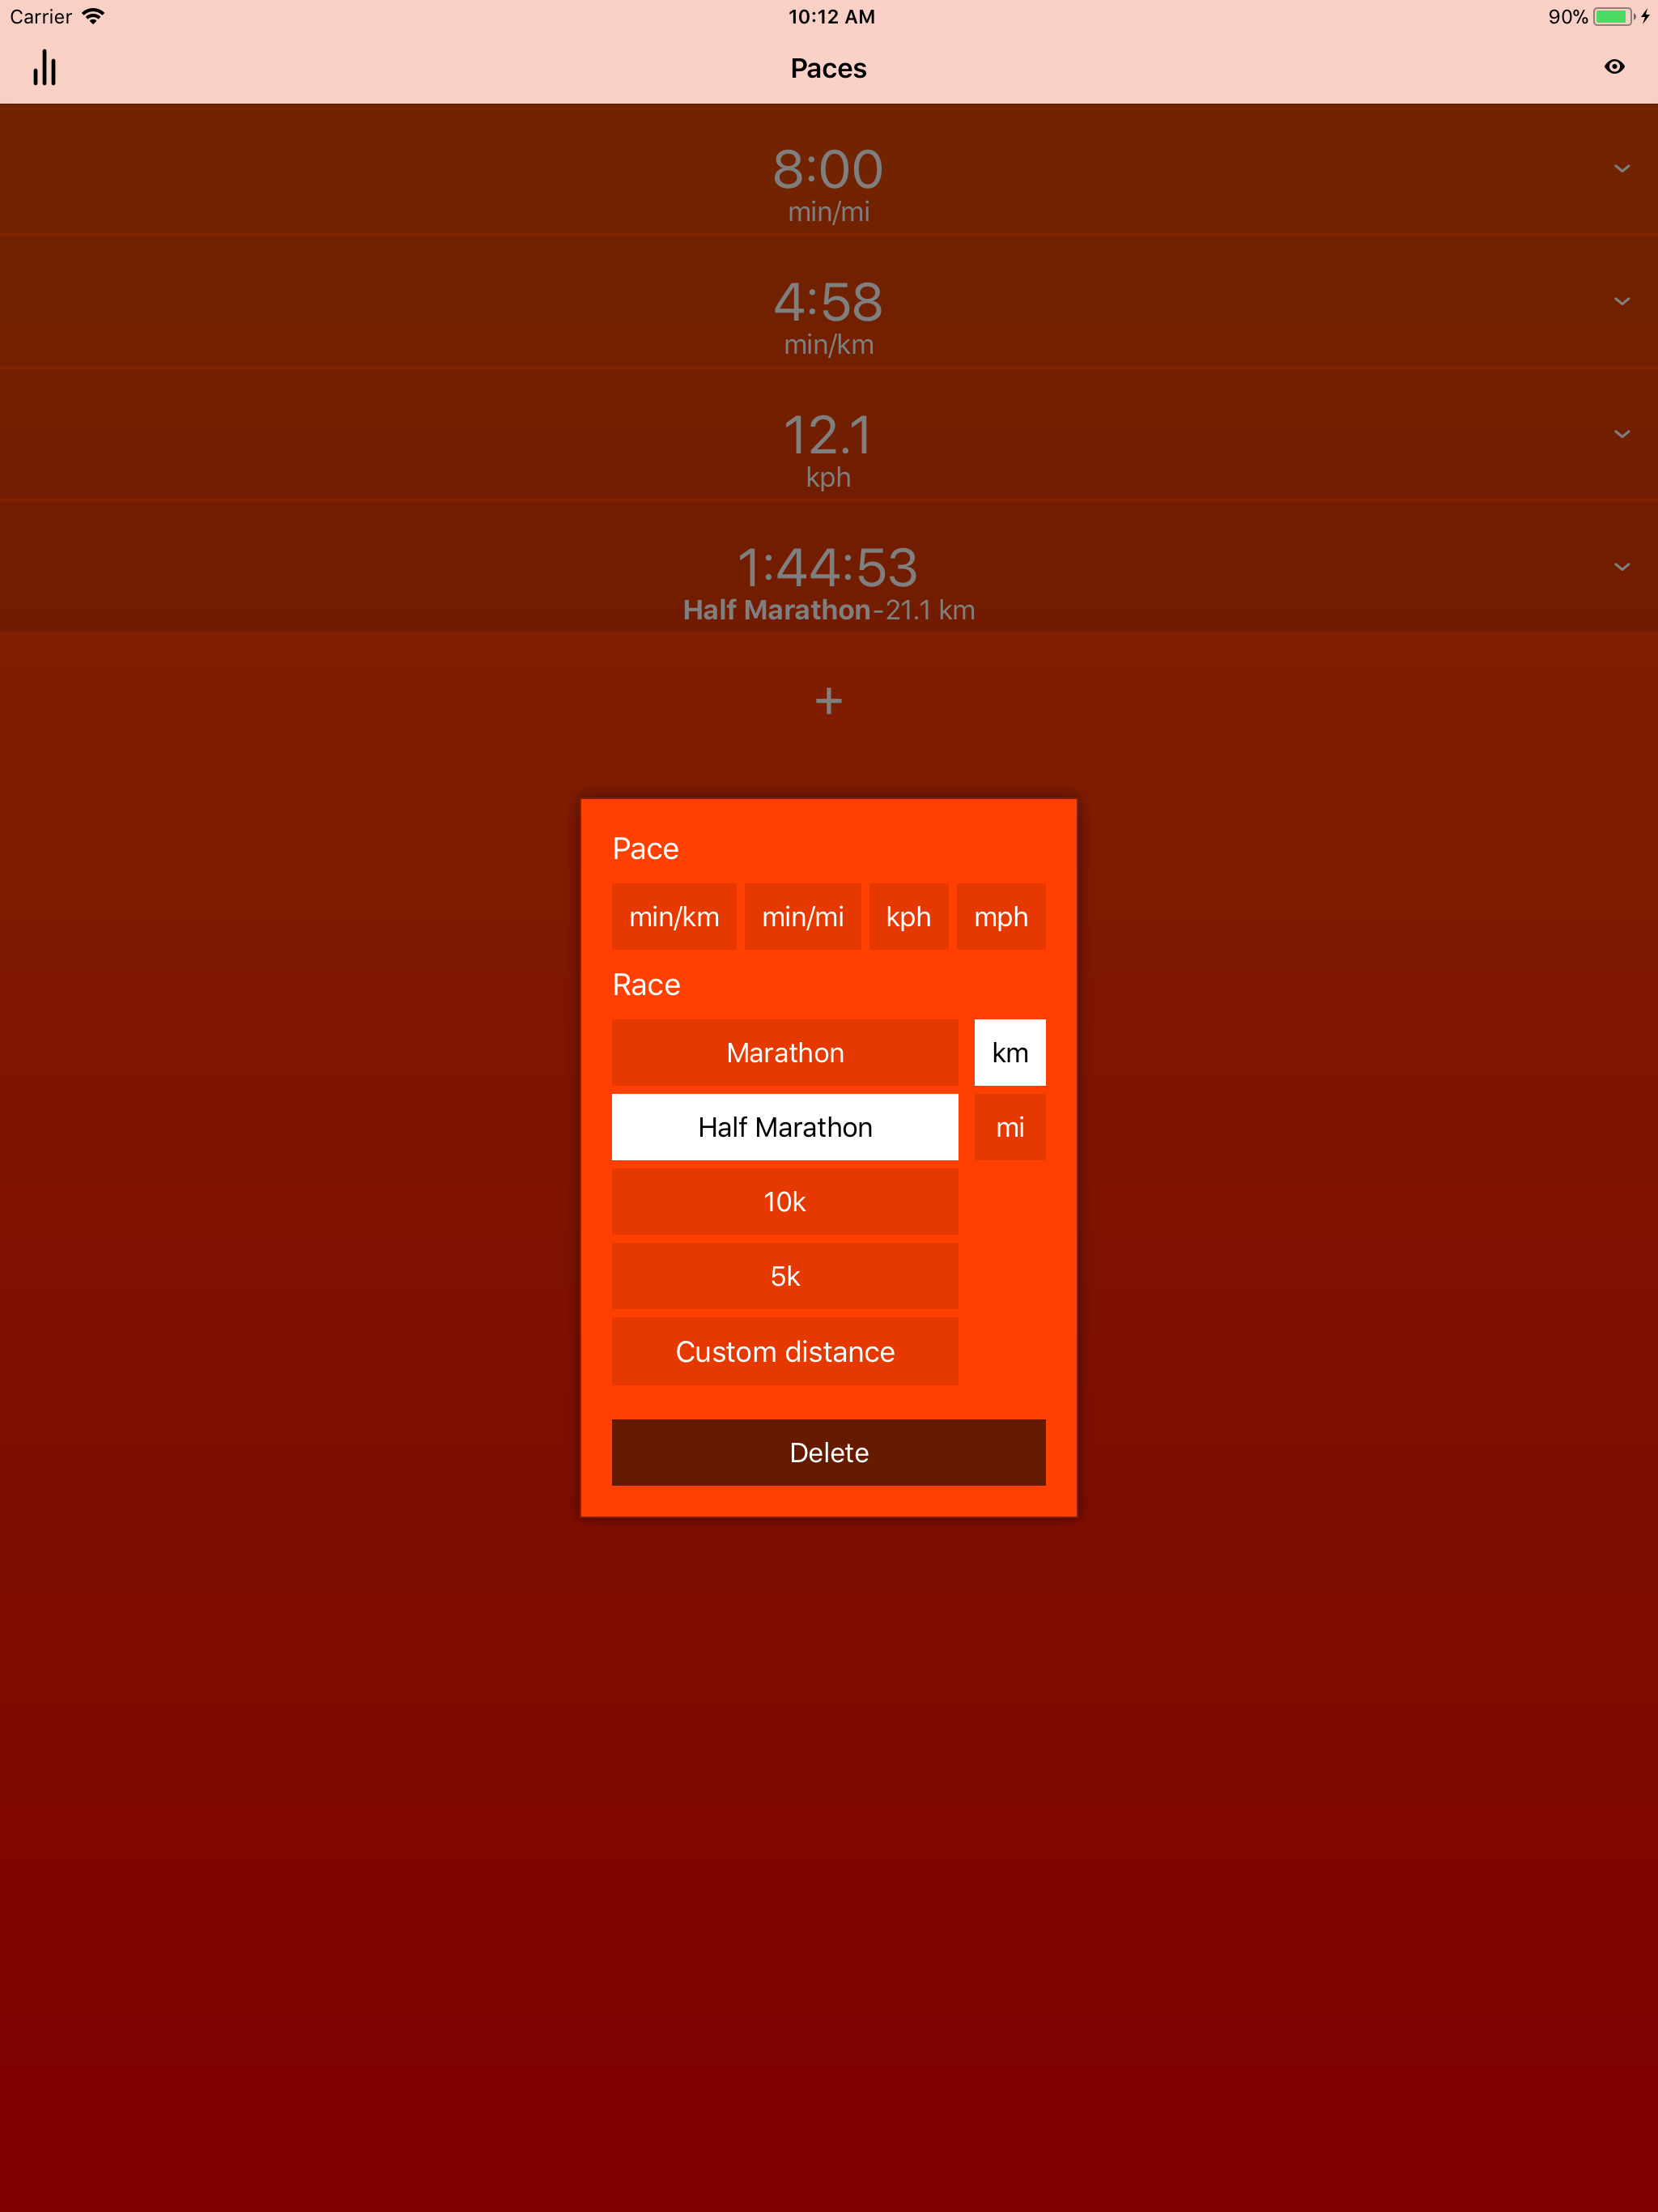 Carrier 10:12 AM 90%
Paces
8:00
min/mi
4:58
min/km
12.1
kph
1:44:53
Half Marathon-21.1 km
+
Pace
min/km min/mi kph mph
Race
Marathon km
Half Marathon mi
10k
5k
Custom distance
Delete